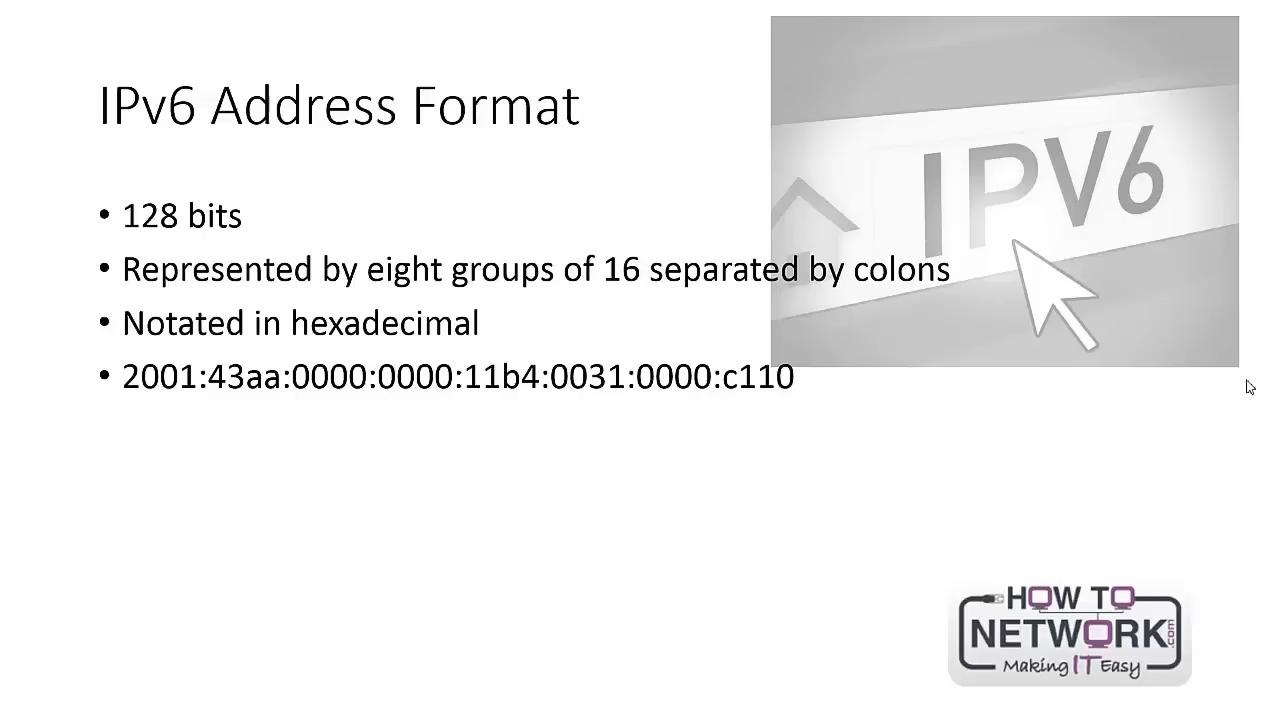 IPv6 Address Format
IPV6
• 128 bits
• Represented by eight groups of 16 separated by colons
• Notated in hexadecimal
• 2001:43aa:0000:0000:11b4:0031:0000:c110
HOW TO
NETWORK.com
Making IT Easy